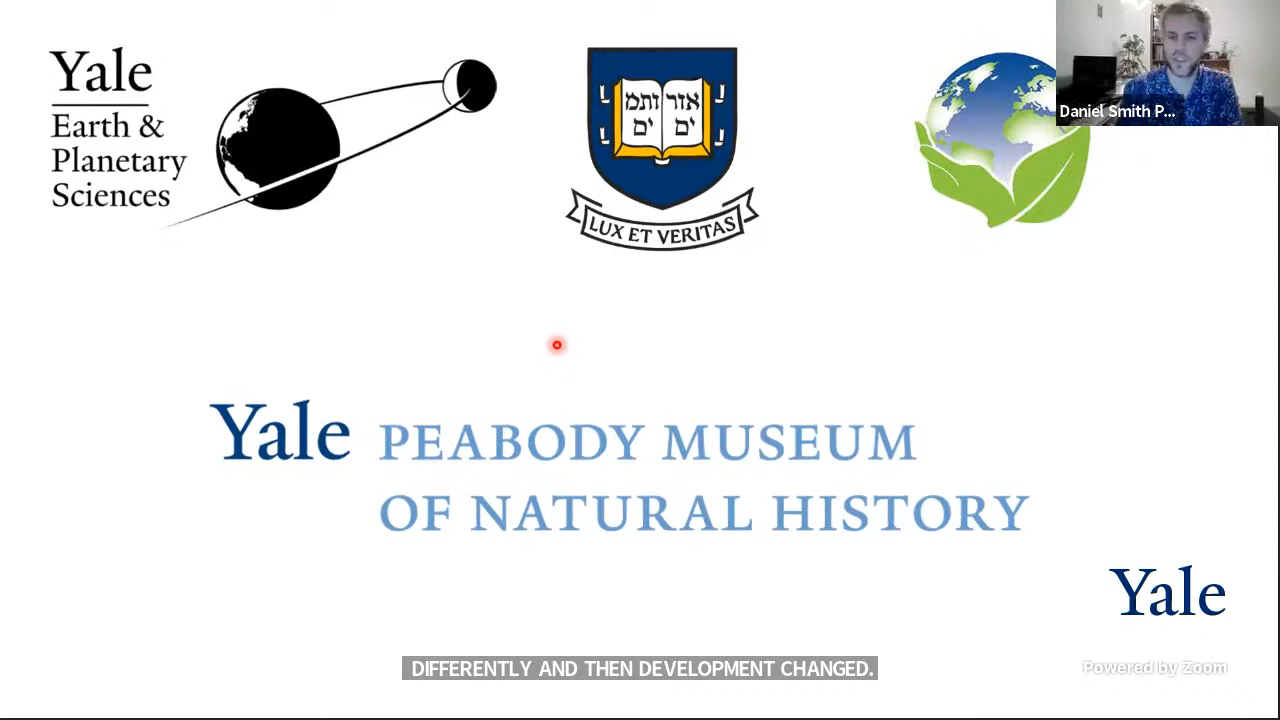 Yale
Earth &
Planetary
Sciences
אורים
ותמים
LUX ET VERITAS
Daniel Smith P...
Yale PEABODY MUSEUM
OF NATURAL HISTORY
Yale
DIFFERENTLY AND THEN DEVELOPMENT CHANGED.
Powered by Zoom